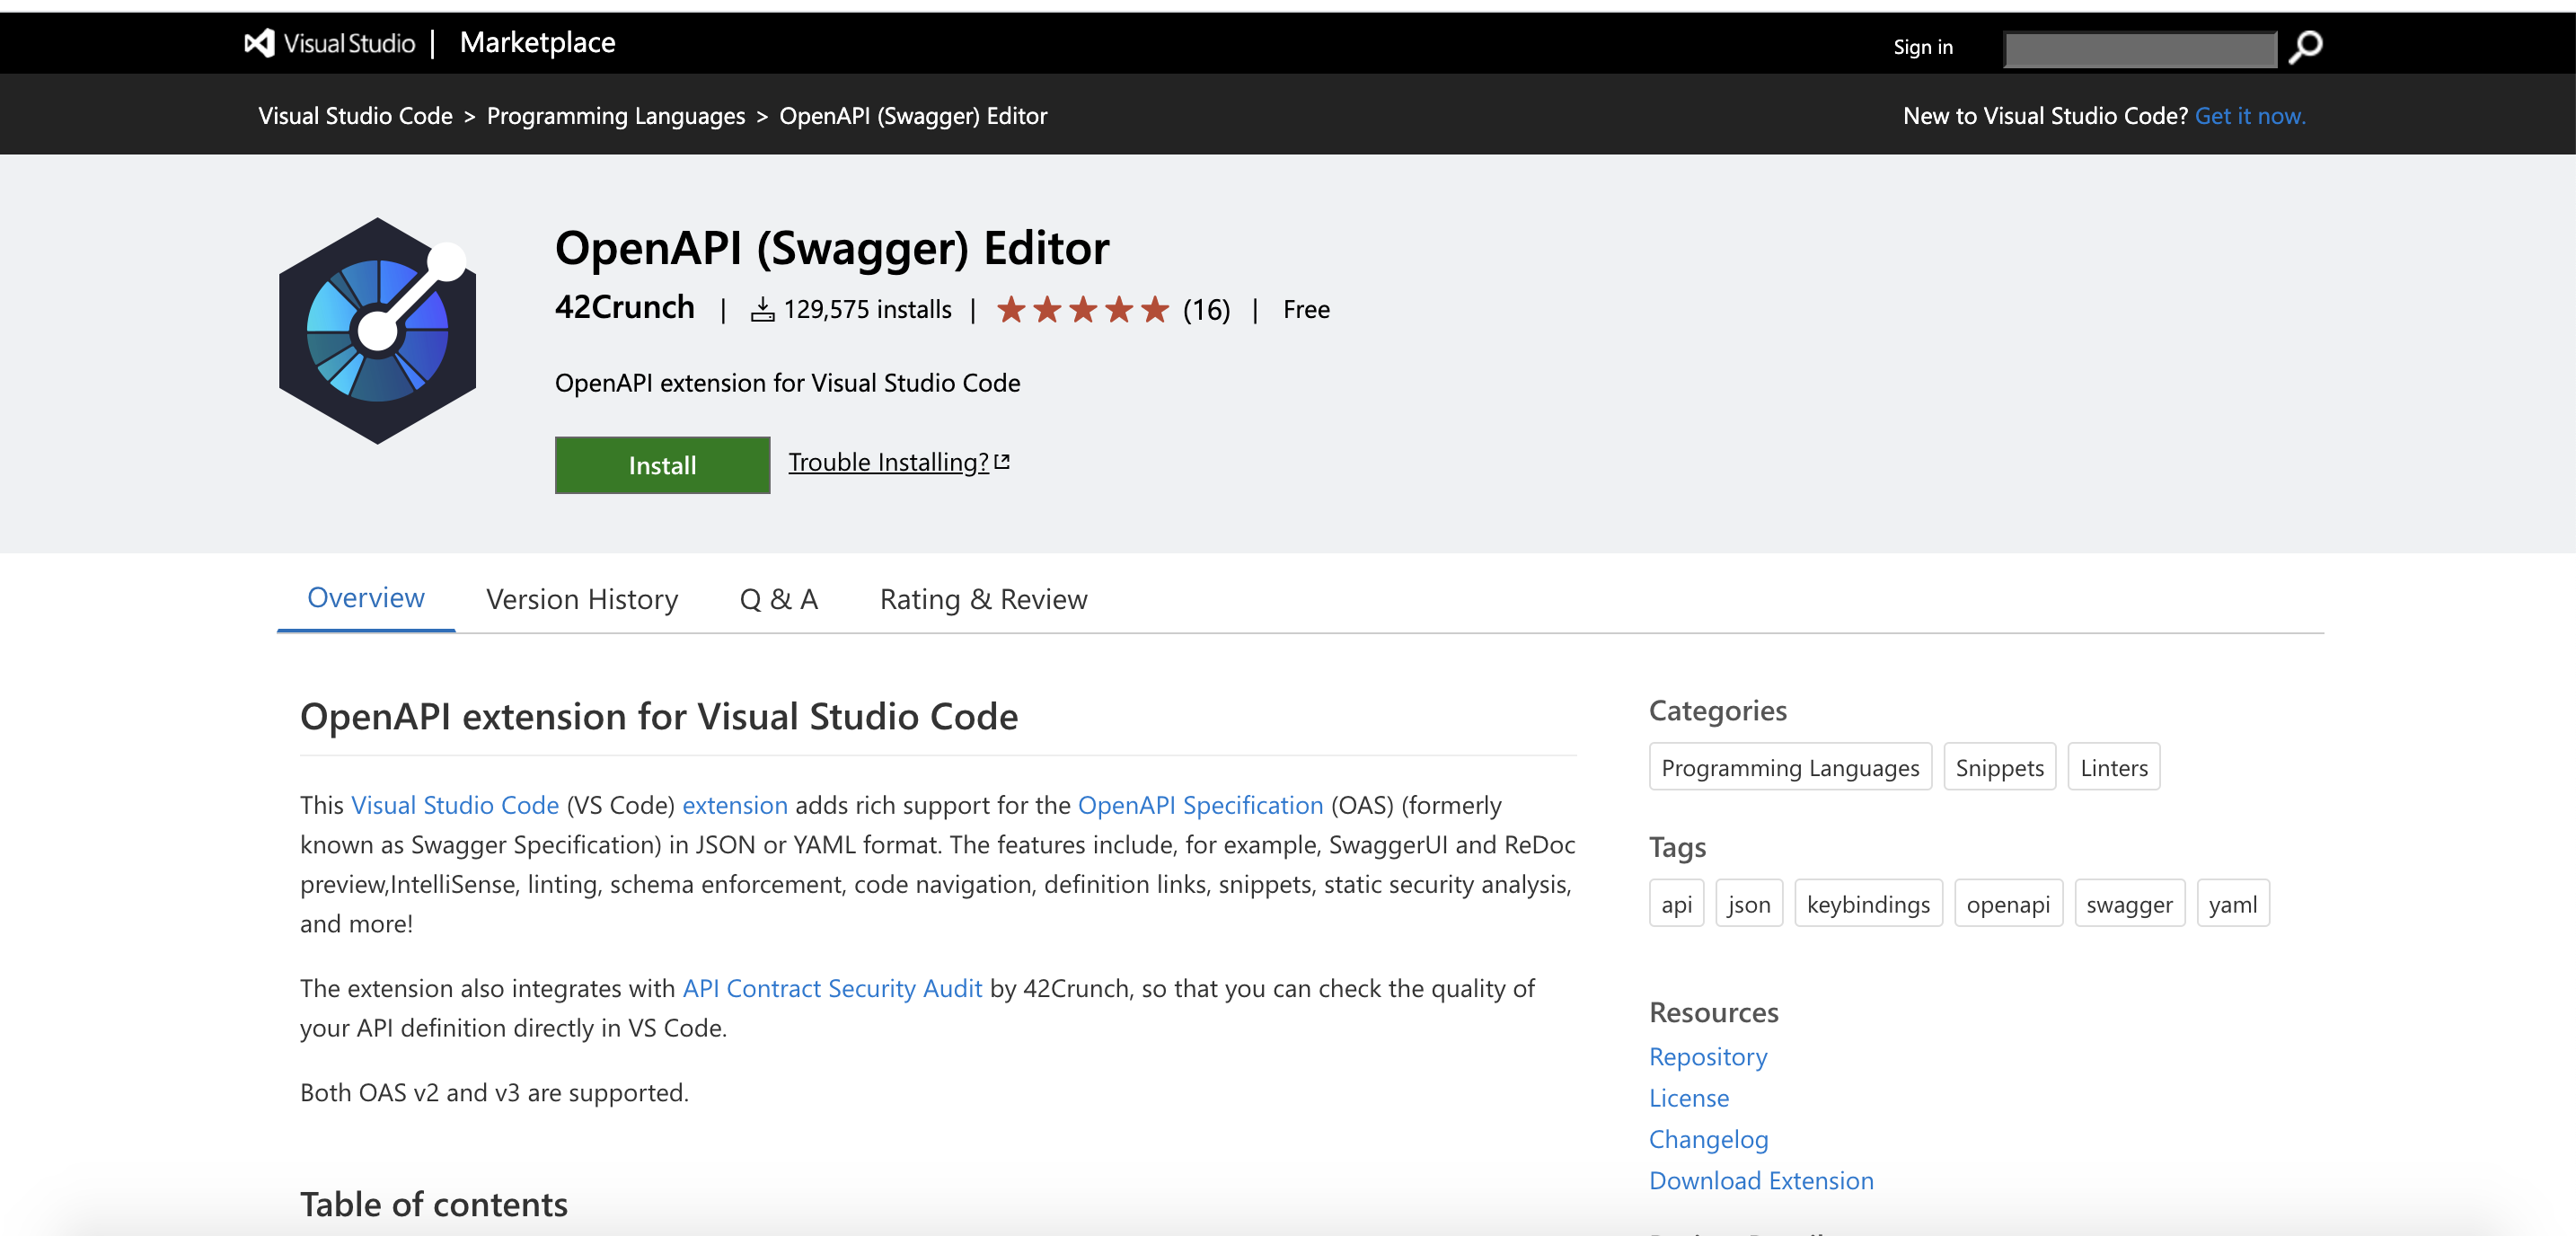 Visual Studio | Marketplace
Sign in
Visual Studio Code > Programming Languages > OpenAPI (Swagger) Editor
New to Visual Studio Code? Get it now.
OpenAPI (Swagger) Editor
42Crunch | 129,575 installs | (16) | Free
OpenAPI extension for Visual Studio Code
Install
Trouble Installing?
Overview
Version History
Q & A
Rating & Review
OpenAPI extension for Visual Studio Code
This Visual Studio Code (VS Code) extension adds rich support for the OpenAPI Specification (OAS) (formerly
known as Swagger Specification) in JSON or YAML format. The features include, for example, SwaggerUI and ReDoc
preview,IntelliSense, linting, schema enforcement, code navigation, definition links, snippets, static security analysis,
and more!
The extension also integrates with API Contract Security Audit by 42Crunch, so that you can check the quality of
your API definition directly in VS Code.
Both OAS v2 and v3 are supported.
Table of contents
Categories
Programming Languages
Snippets
Linters
Tags
api
json
keybindings
openapi
swagger
yaml
Resources
Repository
License
Changelog
Download Extension